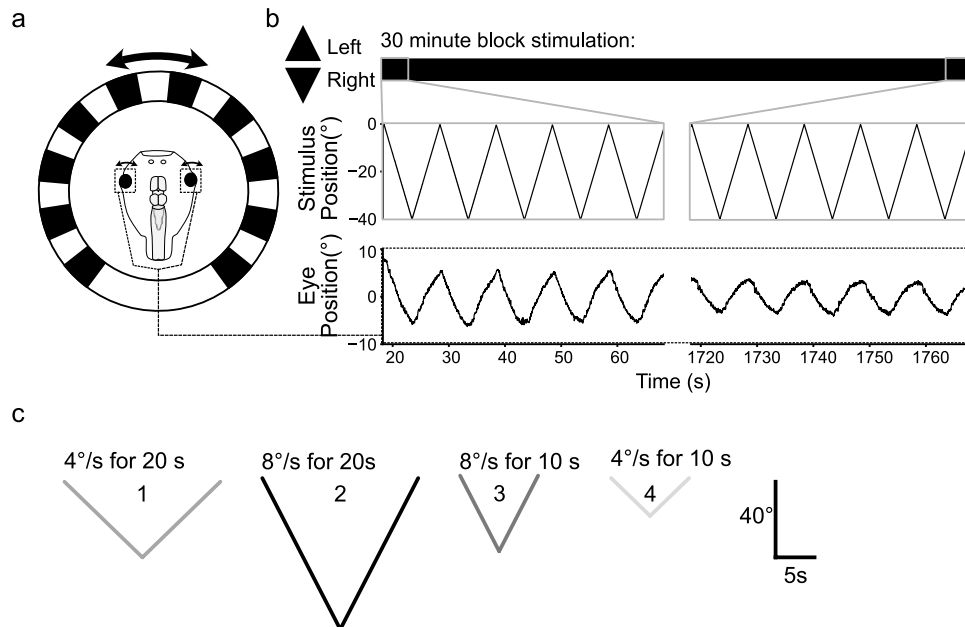 a
b
Left
Right
30 minute block stimulation:
Stimulus
Position(°)
0
−20
−40
Eye
Position(°)
10
0
−10
20 30 40 50 60
1720 1730 1740 1750 1760
Time (s)
c
4°/s for 20 s
1
8°/s for 20s
2
8°/s for 10 s
3
4°/s for 10 s
4
40°
5s